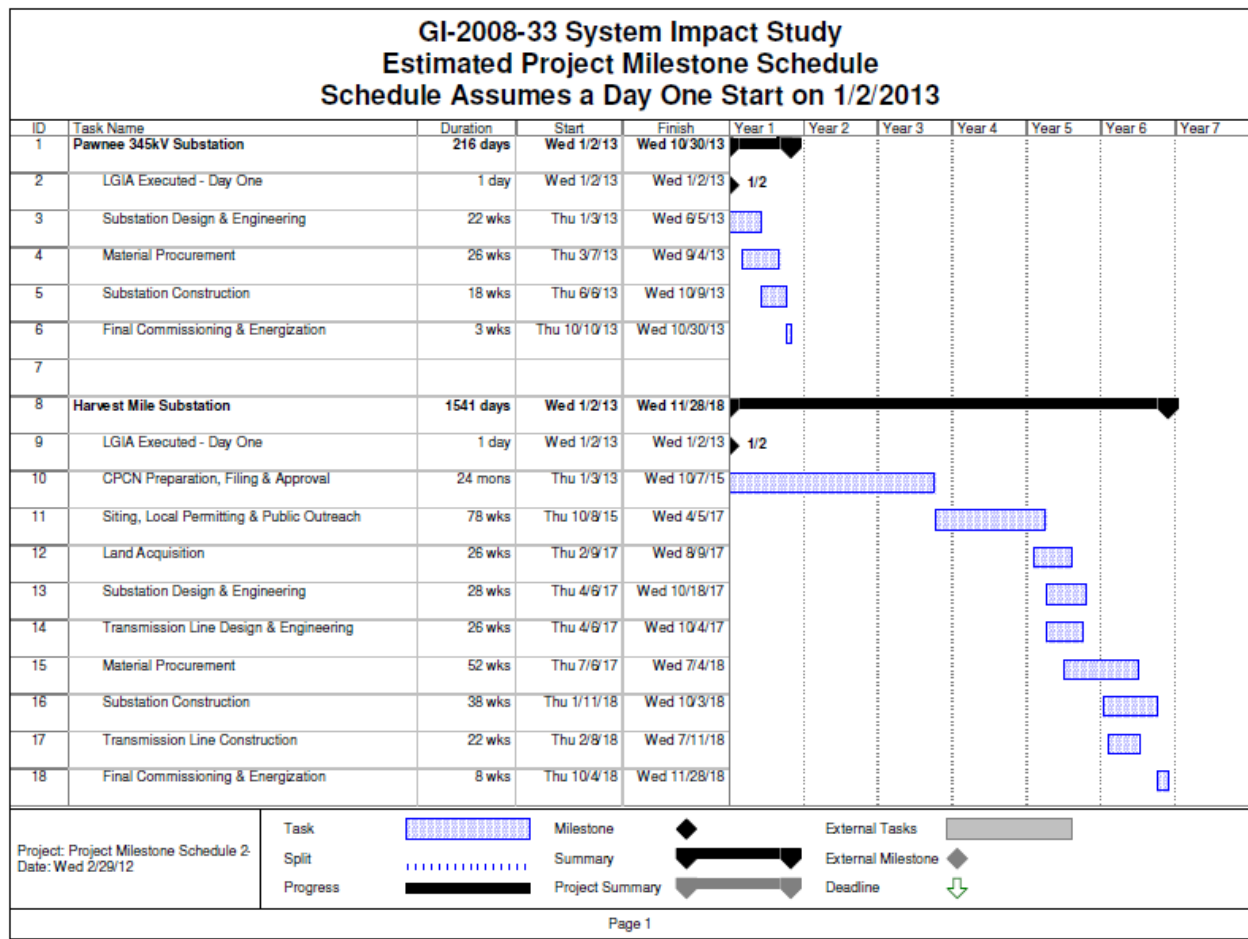 GI-2008-33 System Impact Study
Estimated Project Milestone Schedule
Schedule Assumes a Day One Start on 1/2/2013
ID Task Name Duration Start Finish Year 1 Year 2 Year 3 Year 4 Year 5 Year 6 Year 7
1 Pawnee 345kV Substation 216 days Wed 1/2/13 Wed 10/30/13
2 LGIA Executed - Day One 1 day Wed 1/2/13 Wed 1/2/13 1/2
3 Substation Design & Engineering 22 wks Thu 1/3/13 Wed 6/5/13
4 Material Procurement 26 wks Thu 3/7/13 Wed 9/4/13
5 Substation Construction 18 wks Thu 6/6/13 Wed 10/9/13
6 Final Commissioning & Energization 3 wks Thu 10/10/13 Wed 10/30/13
7
8 Harvest Mile Substation 1541 days Wed 1/2/13 Wed 11/28/18
9 LGIA Executed - Day One 1 day Wed 1/2/13 Wed 1/2/13 1/2
10 CPCN Preparation, Filing & Approval 24 mons Thu 1/3/13 Wed 10/7/15
11 Siting, Local Permitting & Public Outreach 78 wks Thu 10/8/15 Wed 4/5/17
12 Land Acquisition 26 wks Thu 2/9/17 Wed 8/9/17
13 Substation Design & Engineering 28 wks Thu 4/6/17 Wed 10/18/17
14 Transmission Line Design & Engineering 26 wks Thu 4/6/17 Wed 10/4/17
15 Material Procurement 52 wks Thu 7/6/17 Wed 7/4/18
16 Substation Construction 38 wks Thu 1/11/18 Wed 10/3/18
17 Transmission Line Construction 22 wks Thu 2/8/18 Wed 7/11/18
18 Final Commissioning & Energization 8 wks Thu 10/4/18 Wed 11/28/18
Project: Project Milestone Schedule 2-
Date: Wed 2/29/12
Task Milestone External Tasks
Split Summary External Milestone
Progress Project Summary Deadline
Page 1